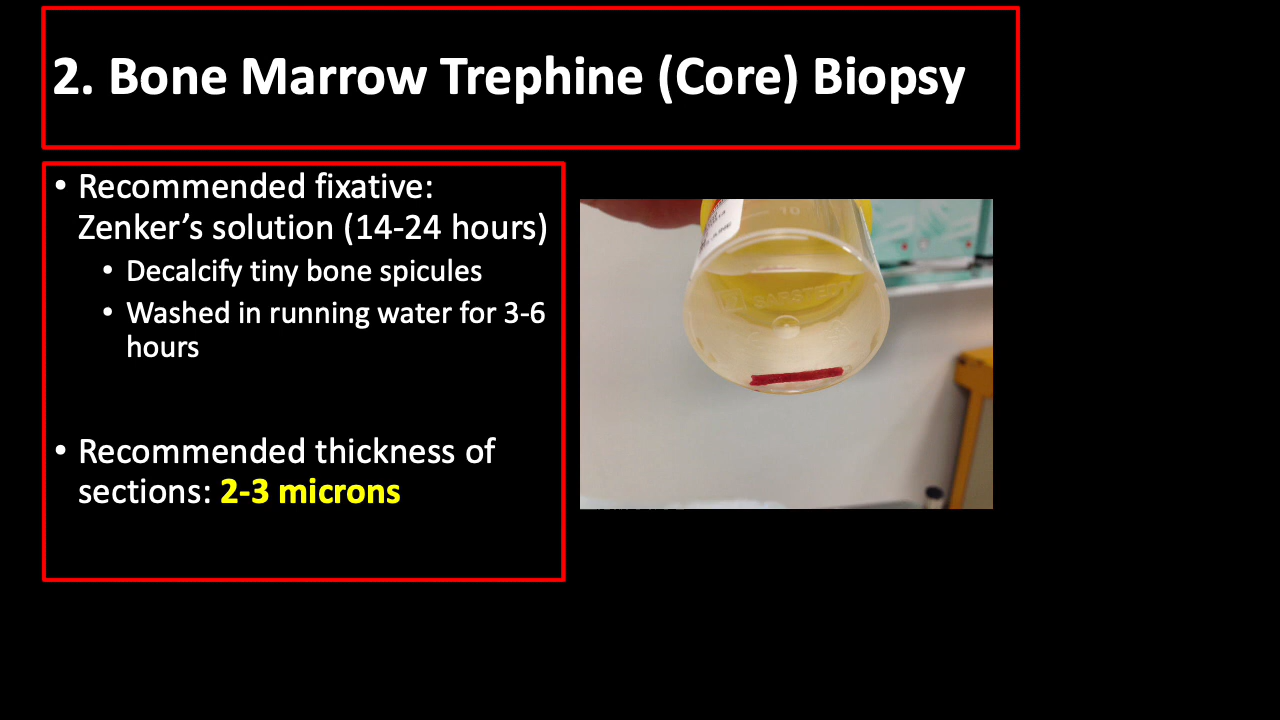 2. Bone Marrow Trephine (Core) Biopsy
• Recommended fixative:
Zenker’s solution (14-24 hours)
• Decalcify tiny bone spicules
• Washed in running water for 3-6
hours
• Recommended thickness of
sections: 2-3 microns
10